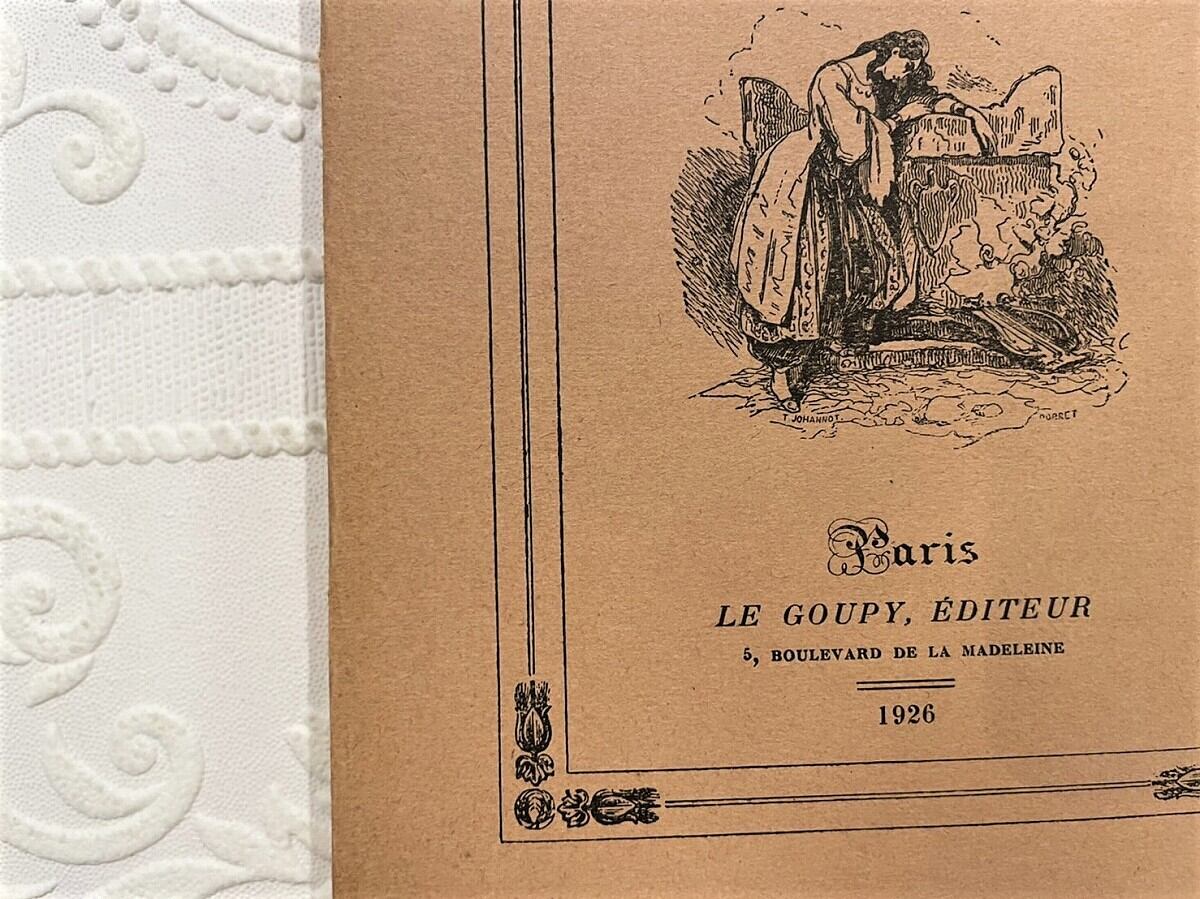 T. JOHANNOT.
PORRET
Paris
LE GOUPY, ÉDITEUR
5, BOULEVARD DE LA MADELEINE
1926